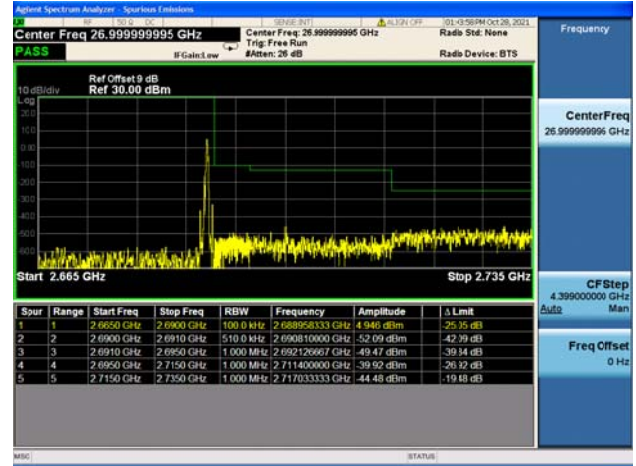 Agilent Spectrum Analyzer - Spurious Emissions
RF 50 Ω DC SENSE:INT ALIGN OFF 01:43:58 PM Oct 28, 2021
Center Freq 26.999999995 GHz
Center Freq: 26.999999995 GHz
Radio Std: None
Trig: Free Run
PASS
IFGain:Low
#Atten: 26 dB
Radio Device: BTS
Ref Offset 9 dB
10 dB/div Ref 30.00 dBm
Log
Start 2.665 GHz
Stop 2.735 GHz
Spur Range Start Freq Stop Freq RBW Frequency Amplitude Δ Limit
1 1 2.6650 GHz 2.6900 GHz 100.0 kHz 2.688958333 GHz 4.946 dBm -25.05 dB
2 2 2.6900 GHz 2.6910 GHz 510.0 kHz 2.690810000 GHz -52.09 dBm -42.09 dB
3 3 2.6910 GHz 2.6950 GHz 1.000 MHz 2.692126667 GHz -49.47 dBm
4 4 2.6950 GHz 2.7150 GHz 1.000 MHz 2.711400000 GHz -39.92 dBm -26.92 dB
5 5 2.7150 GHz 2.7350 GHz 1.000 MHz 2.717033333 GHz -44.48 dBm -19.48 dB
Frequency
CenterFreq
26.999999995 GHz
CFStep
4.399000000 GHz
Auto Man
Freq Offset
0 Hz
MSG
STATUS